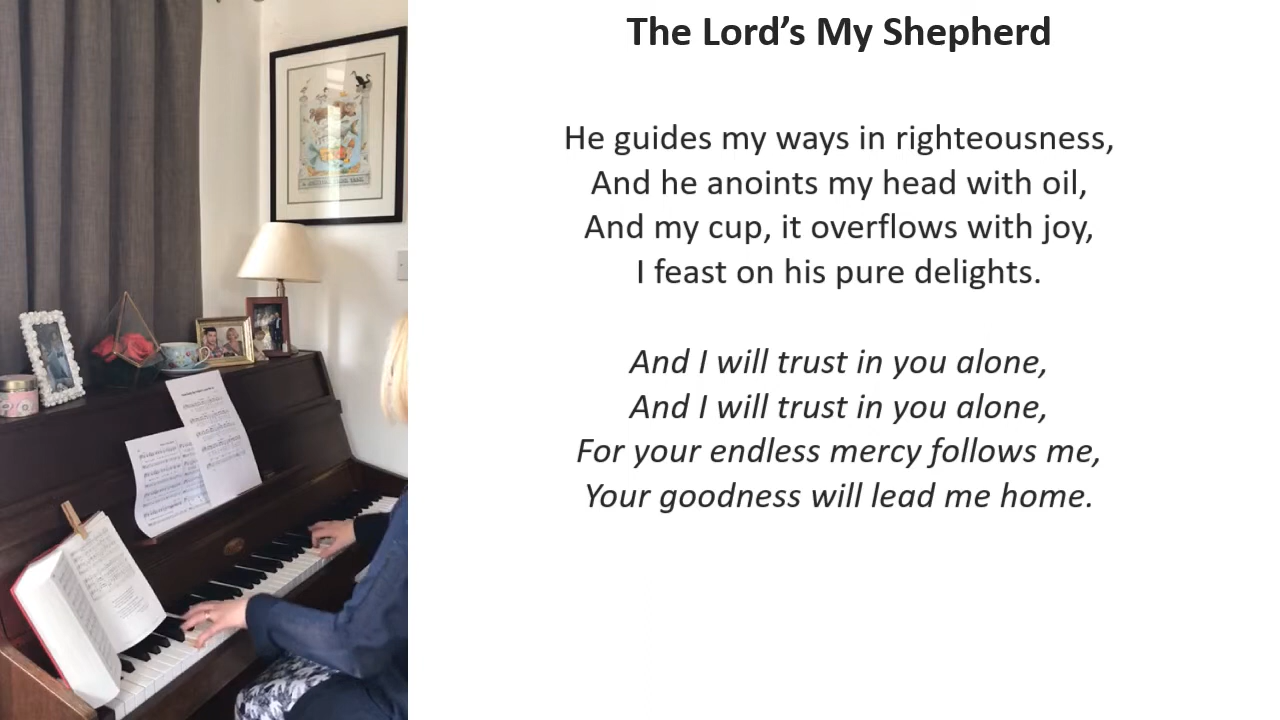 The Lord’s My Shepherd
He guides my ways in righteousness,
And he anoints my head with oil,
And my cup, it overflows with joy,
I feast on his pure delights.
And I will trust in you alone,
And I will trust in you alone,
For your endless mercy follows me,
Your goodness will lead me home.